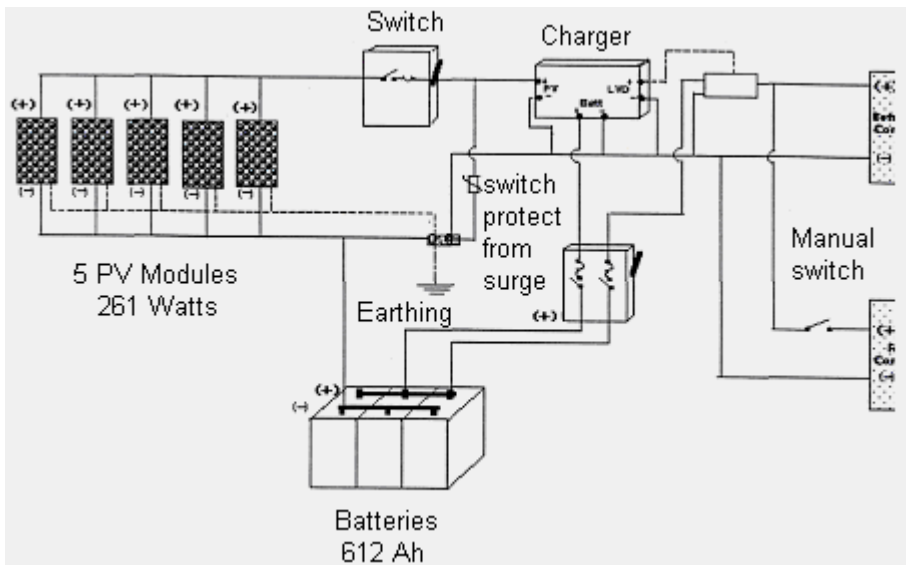 Switch
Charger
(+)
(+)
(+)
(+)
(+)
+
PV
-
LVD
+
-
Batt
(-)
(-)
(-)
(-)
(-)
switch
protect
from
surge
Manual
switch
5 PV Modules
261 Watts
Earthing
(+)
(+)
(-)
Batteries
612 Ah